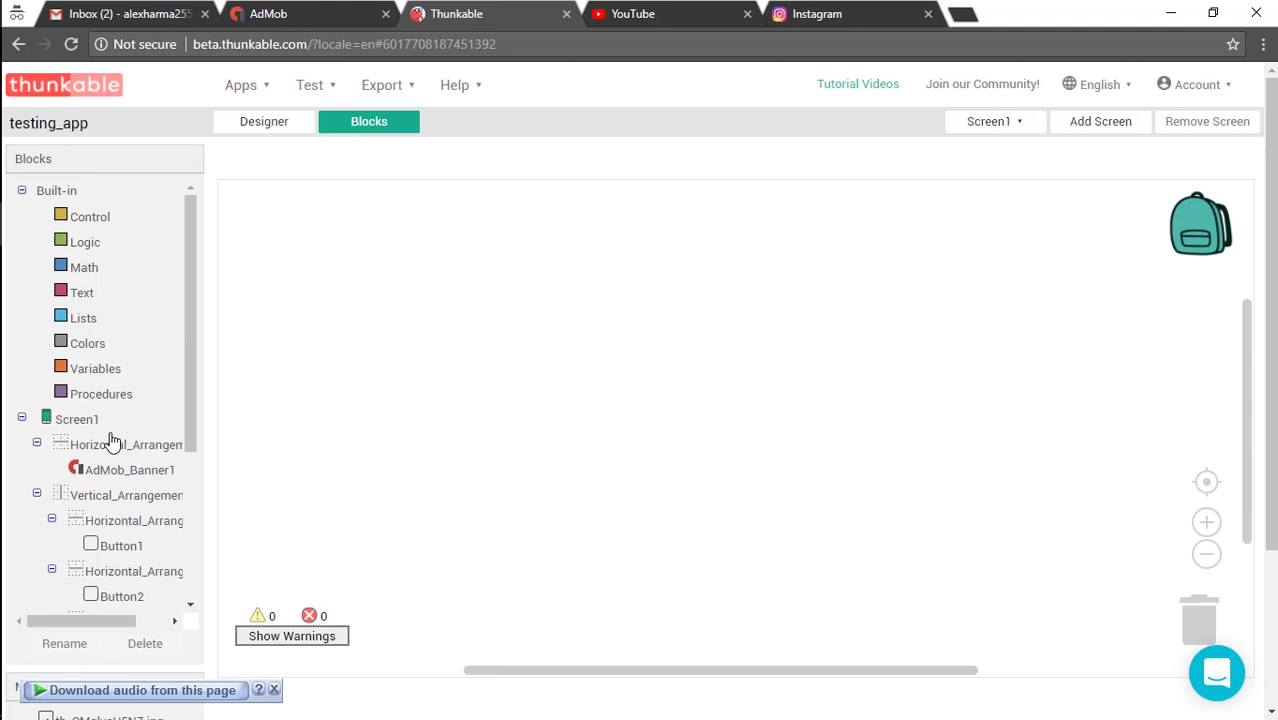 Inbox (2) - alexharma255
AdMob
Thunkable
YouTube
Instagram
Not secure
beta.thunkable.com/?locale=en#6017708187451392
thunkable
Apps
Test
Export
Help
Tutorial Videos
Join our Community!
English
Account
testing_app
Designer
Blocks
Screen1
Add Screen
Remove Screen
Blocks
Built-in
Control
Logic
Math
Text
Lists
Colors
Variables
Procedures
Screen1
AdMob_Banner1
Vertical_Arrangemen
Horizontal_Arrang
Button1
Horizontal_Arrang
Button2
Rename
Delete
0
0
Show Warnings
Download audio from this page
?